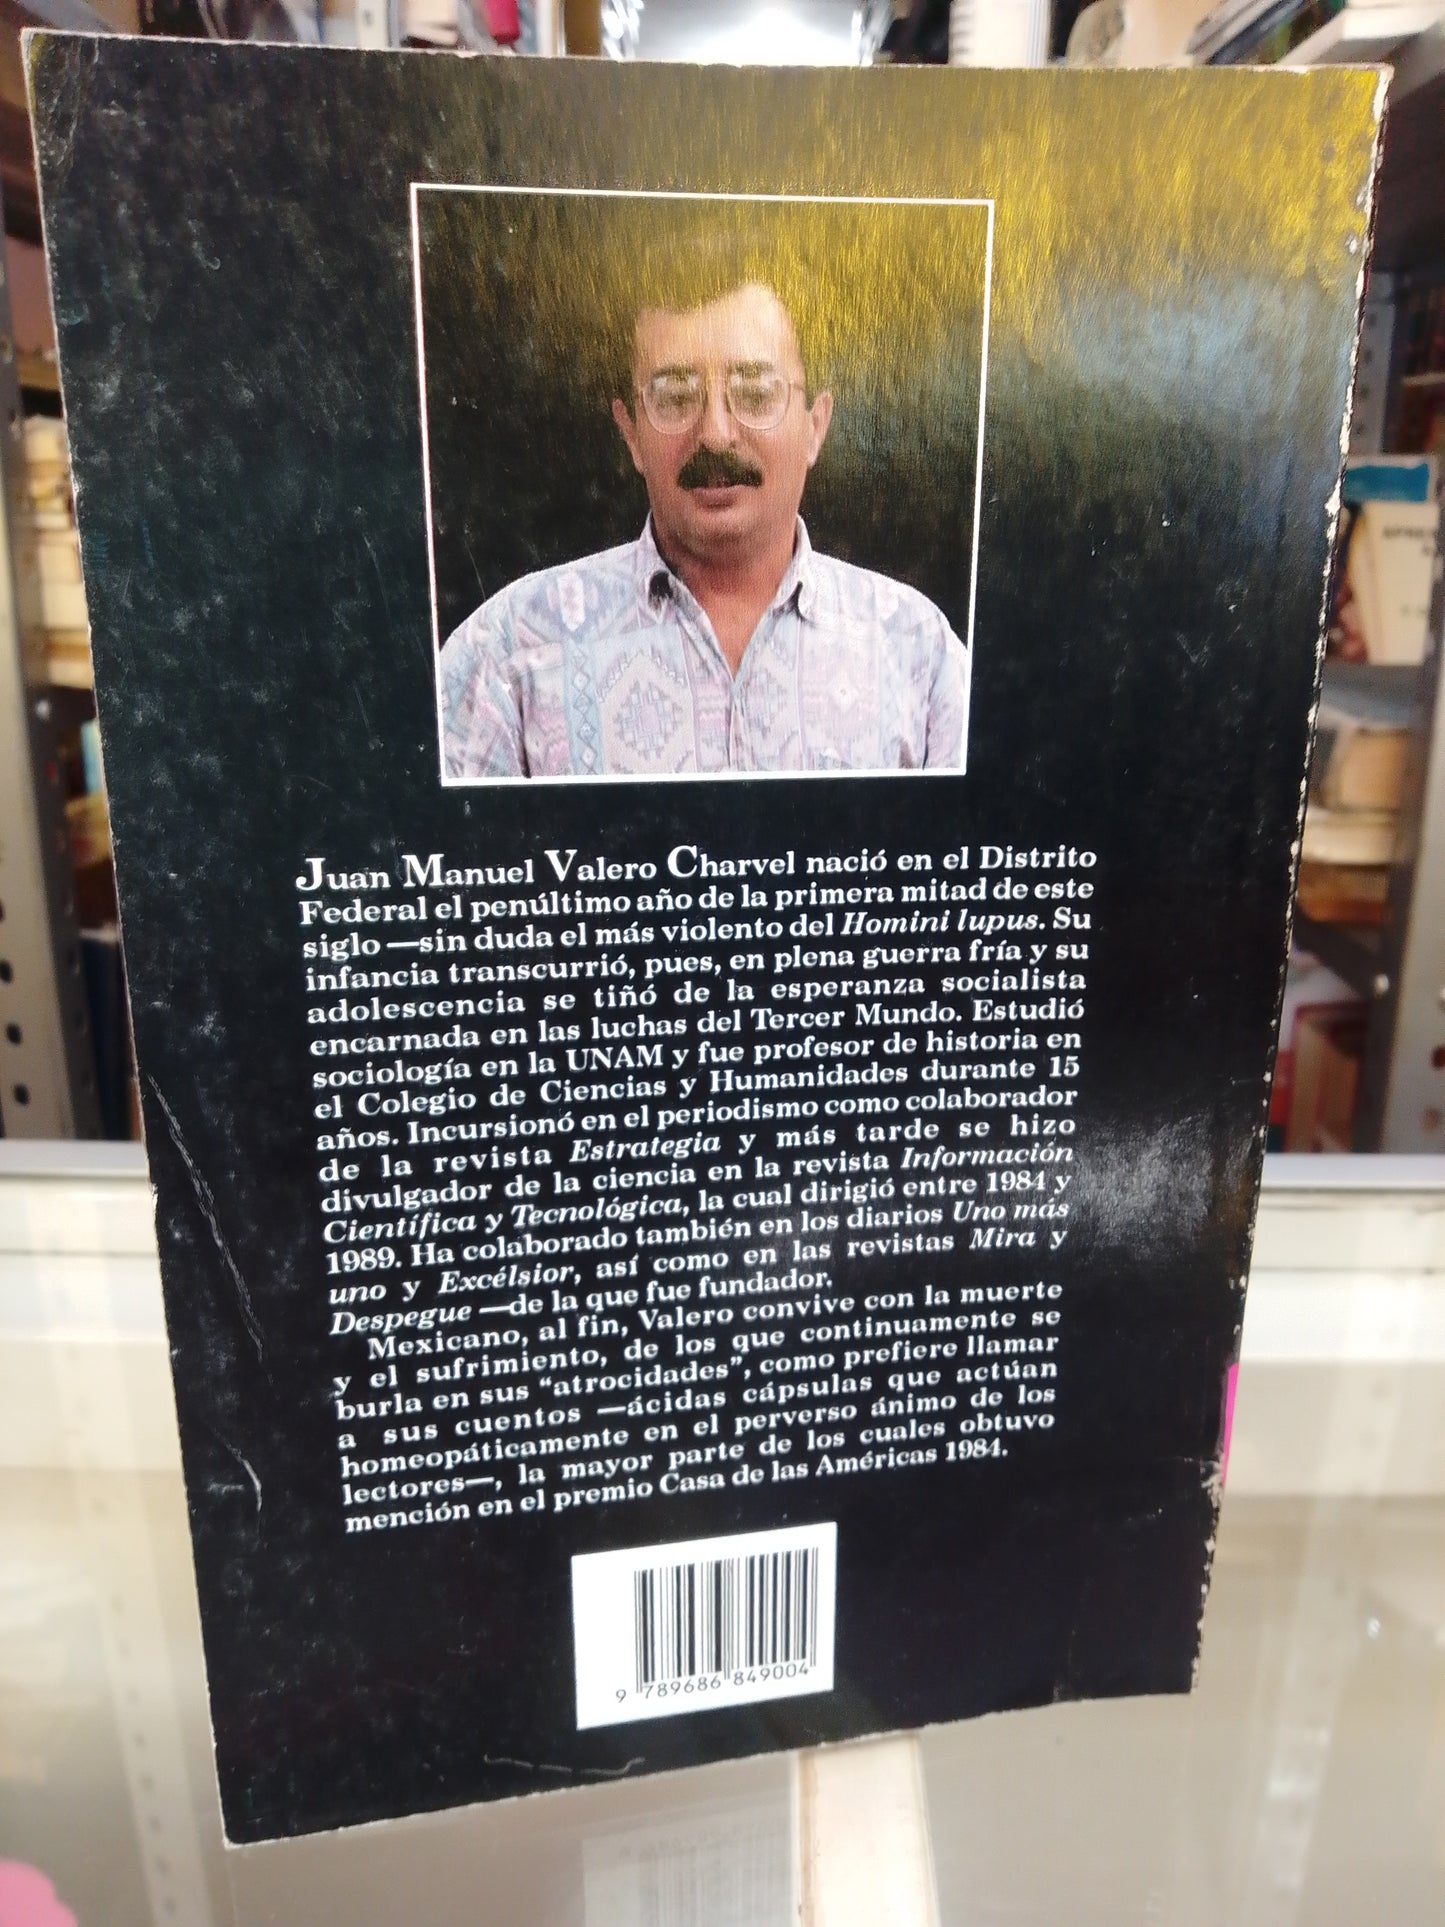 Juan Manuel Valero Charvel nació en el Distrito
Federal el penúltimo año de la primera mitad de este
siglo —sin duda el más violento del Homini lupus. Su
infancia transcurrió, pues, en plena guerra fría y su
adolescencia se tiñó de la esperanza socialista
encarnada en las luchas del Tercer Mundo. Estudió
sociología en la UNAM y fue profesor de historia en
el Colegio de Ciencias y Humanidades durante 15
años. Incursionó en el periodismo como colaborador
de la revista Estrategia y más tarde se hizo
divulgador de la ciencia en la revista Información
Científica y Tecnológica, la cual dirigió entre 1984 y
1989. Ha colaborado también en los diarios Uno más
uno y Excélsior, así como en las revistas Mira y
Despegue —de la que fue fundador.
Mexicano, al fin, Valero convive con la muerte
y el sufrimiento, de los que continuamente se
burla en sus “atrocidades”, como prefiere llamar
a sus cuentos —ácidas cápsulas que actúan
homeopáticamente en el perverso ánimo de los
lectores—, la mayor parte de los cuales obtuvo
mención en el premio Casa de las Américas 1984.
9 789686 849004